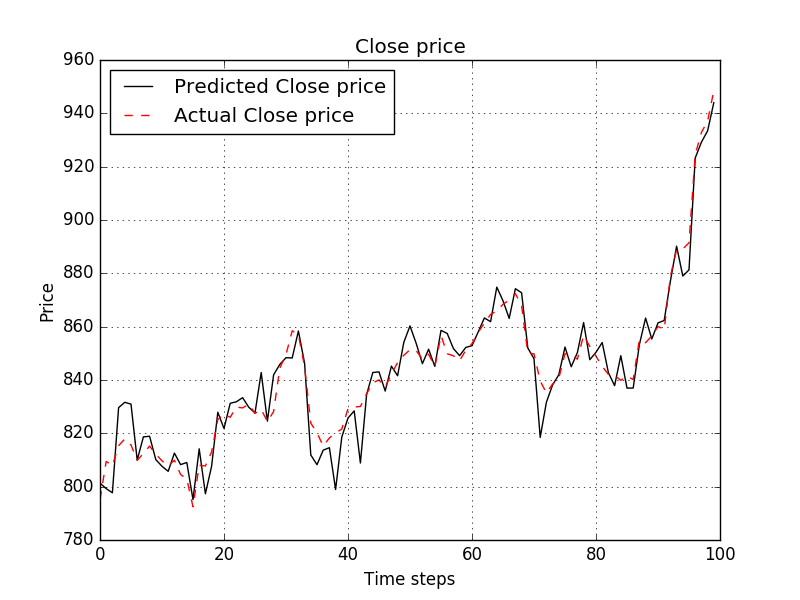 Close price
Predicted Close price
Actual Close price
960
940
920
900
880
860
840
820
800
780
Price
0 20 40 60 80 100
Time steps